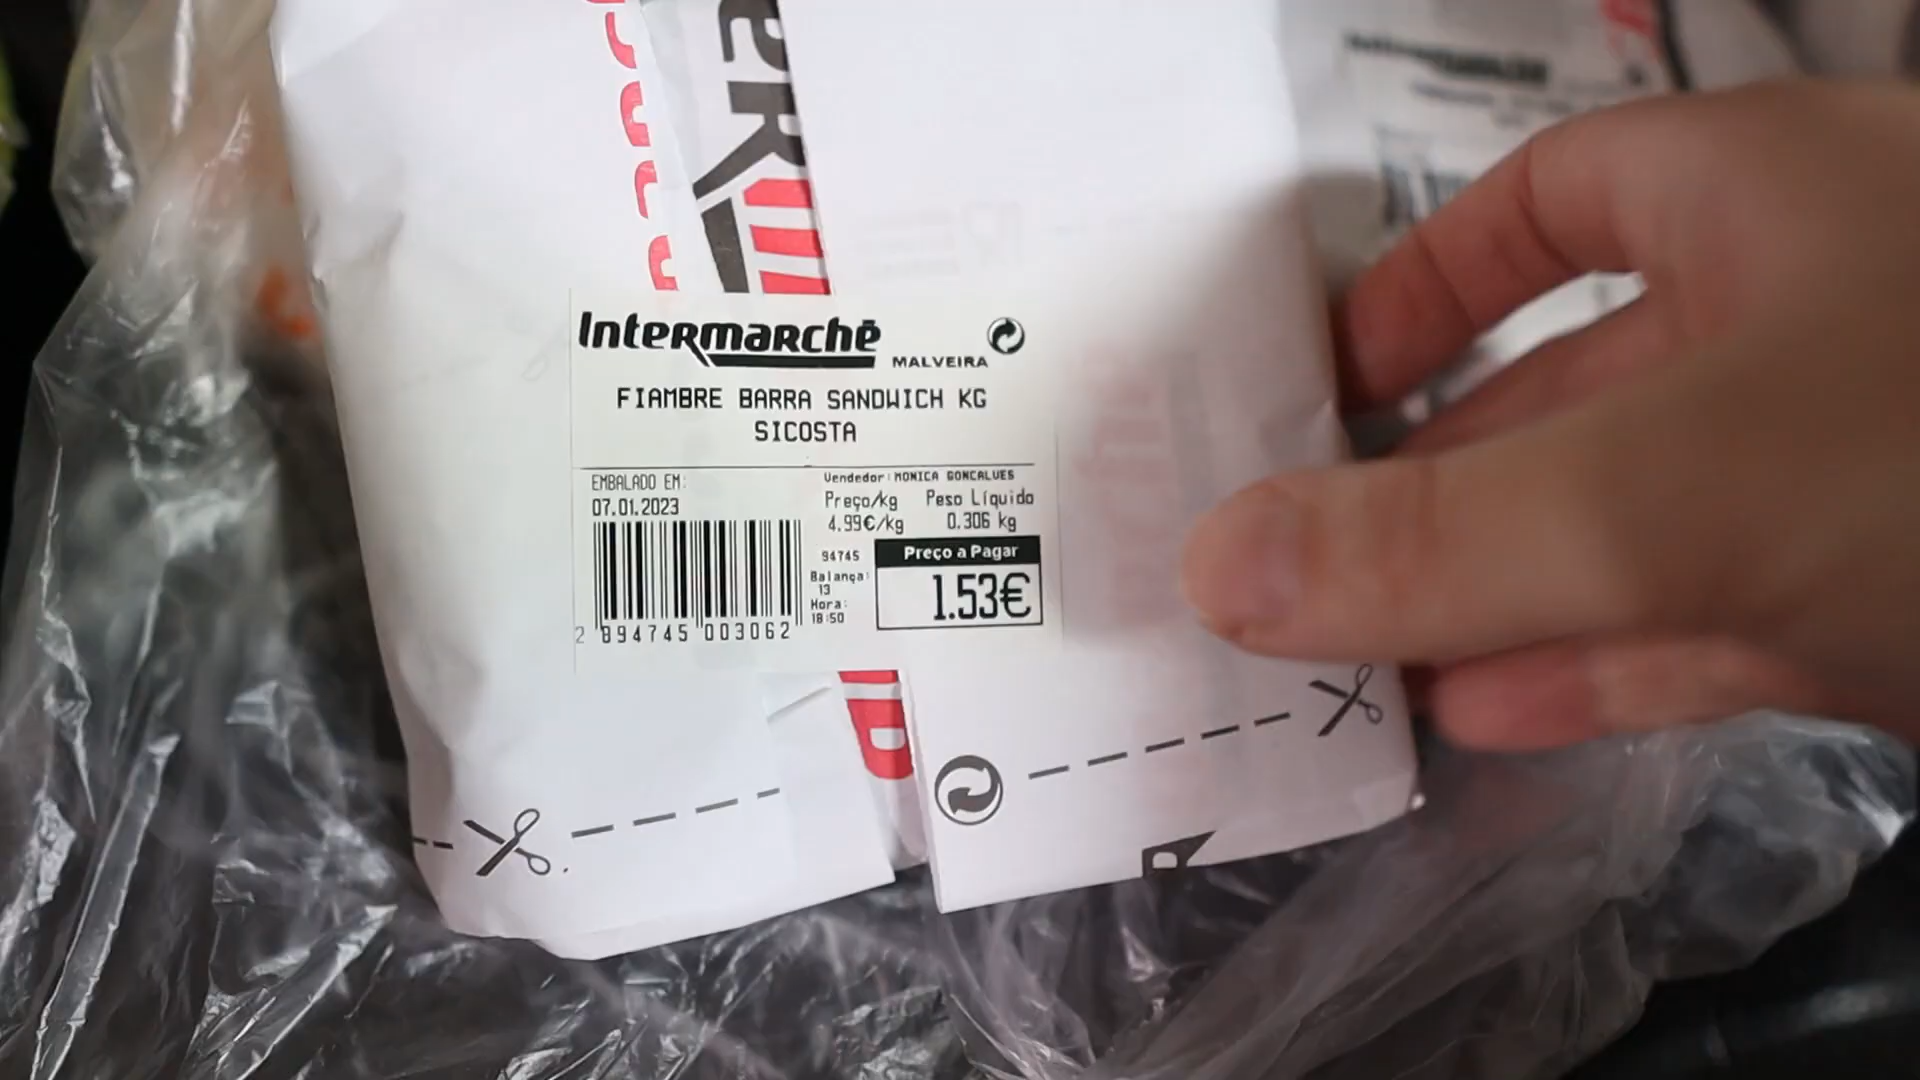 Intermarchē
MALVEIRA
FIAMBRE BARRA SANDWICH KG
SICOSTA
EMBALADO EM:
07.01.2023
Vendedor: MONICA GONCALVES
Preço/kg Peso Líquido
4.99€/kg 0.306 kg
94745
Balança:
13
Hora:
18:50
Preço a Pagar
1.53€
2 894745 003062